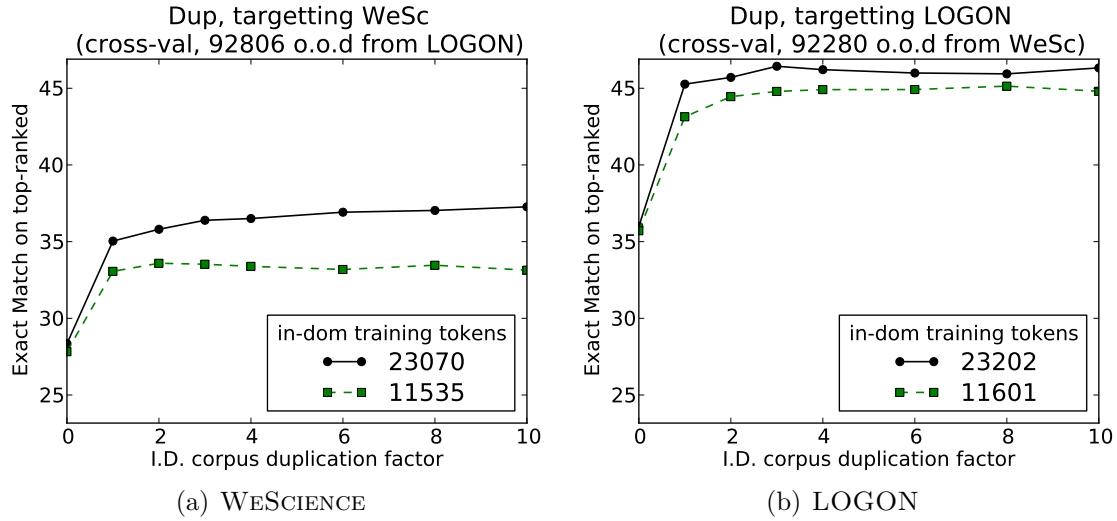 Dup, targetting WeSc
(cross-val, 92806 o.o.d from LOGON)
Exact Match on top-ranked
45
40
35
30
25
in-dom training tokens
23070
11535
0 2 4 6 8 10
I.D. corpus duplication factor
(a) WESCIENCE
Dup, targetting LOGON
(cross-val, 92280 o.o.d from WeSc)
Exact Match on top-ranked
45
40
35
30
25
in-dom training tokens
23202
11601
0 2 4 6 8 10
I.D. corpus duplication factor
(b) LOGON